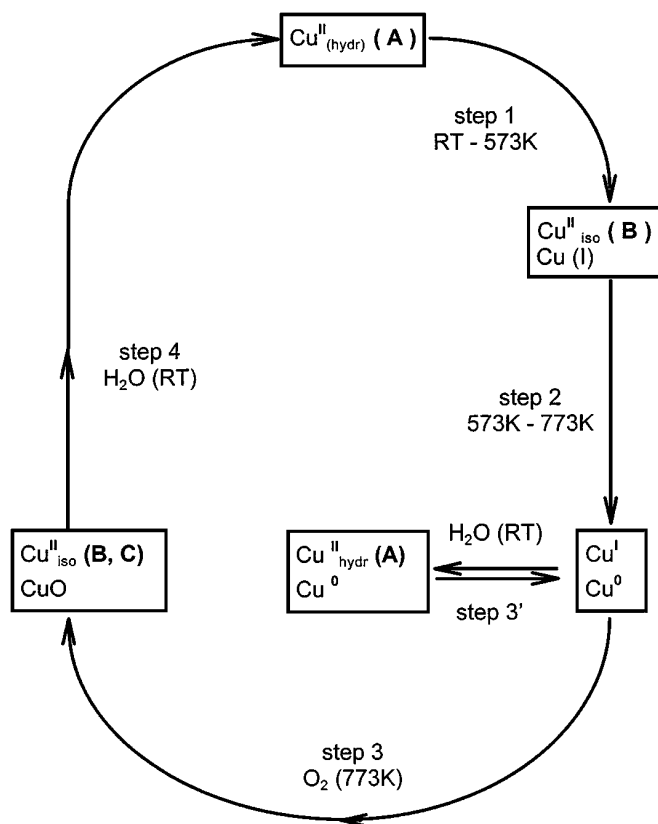 Cu^II_(hydr) (A)
step 1
RT - 573K
Cu^II_iso (B)
Cu (I)
step 2
573K - 773K
Cu^I
Cu^0
H₂O (RT)
step 3'
Cu^II_hydr (A)
Cu^0
step 3
O₂ (773K)
Cu^II_iso (B, C)
CuO
step 4
H₂O (RT)